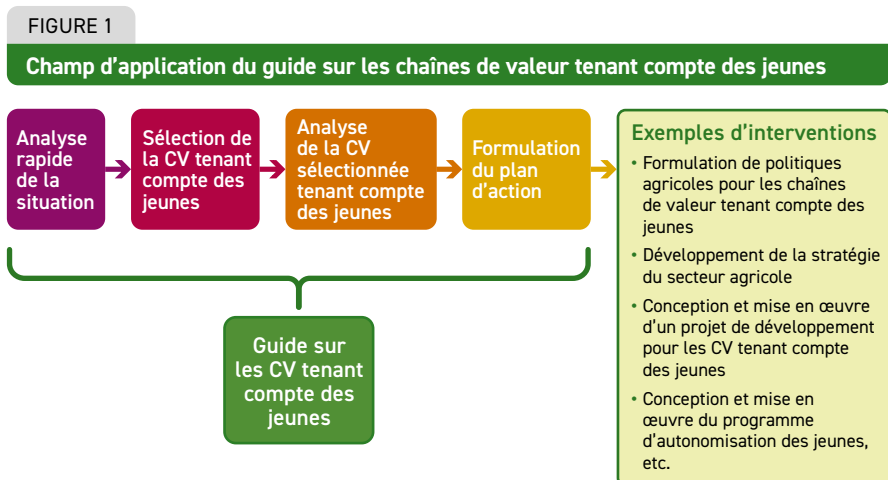 FIGURE 1
Champ d'application du guide sur les chaînes de valeur tenant compte des jeunes
Analyse
rapide
de la
situation
Sélection de
la CV tenant
compte des
jeunes
Analyse
de la CV
sélectionnée
tenant compte
des jeunes
Formulation
du plan
d'action
Exemples d'interventions
• Formulation de politiques
agricoles pour les chaînes
de valeur tenant compte des
jeunes
• Développement de la stratégie
du secteur agricole
• Conception et mise en œuvre
d'un projet de développement
pour les CV tenant compte
des jeunes
• Conception et mise en
œuvre du programme
d'autonomisation des jeunes,
etc.
Guide sur
les CV tenant
compte des
jeunes